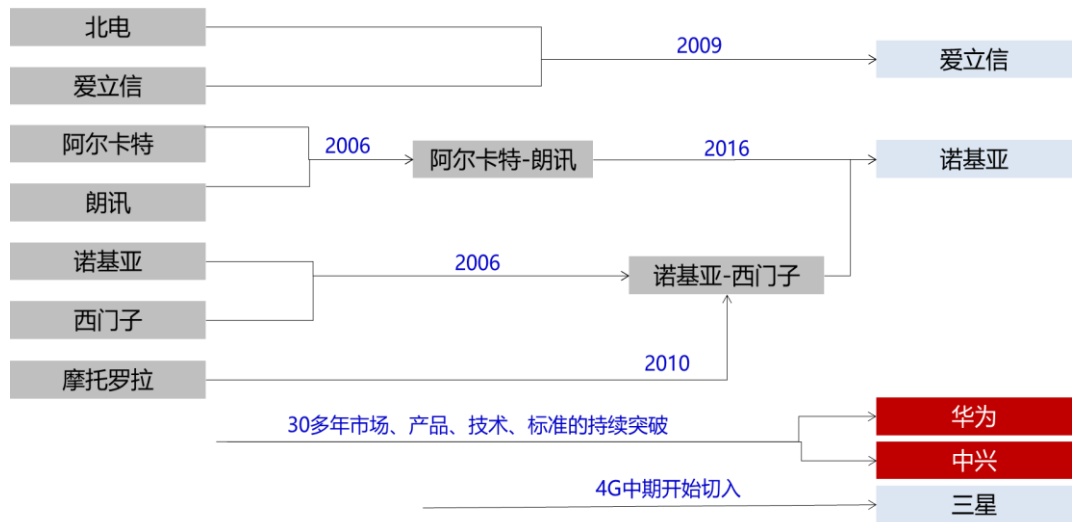 北电
2009
爱立信
爱立信
阿尔卡特
2006
阿尔卡特-朗讯
2016
诺基亚
朗讯
诺基亚
2006
诺基亚-西门子
西门子
摩托罗拉
2010
30多年市场、产品、技术、标准的持续突破
华为
中兴
4G中期开始切入
三星